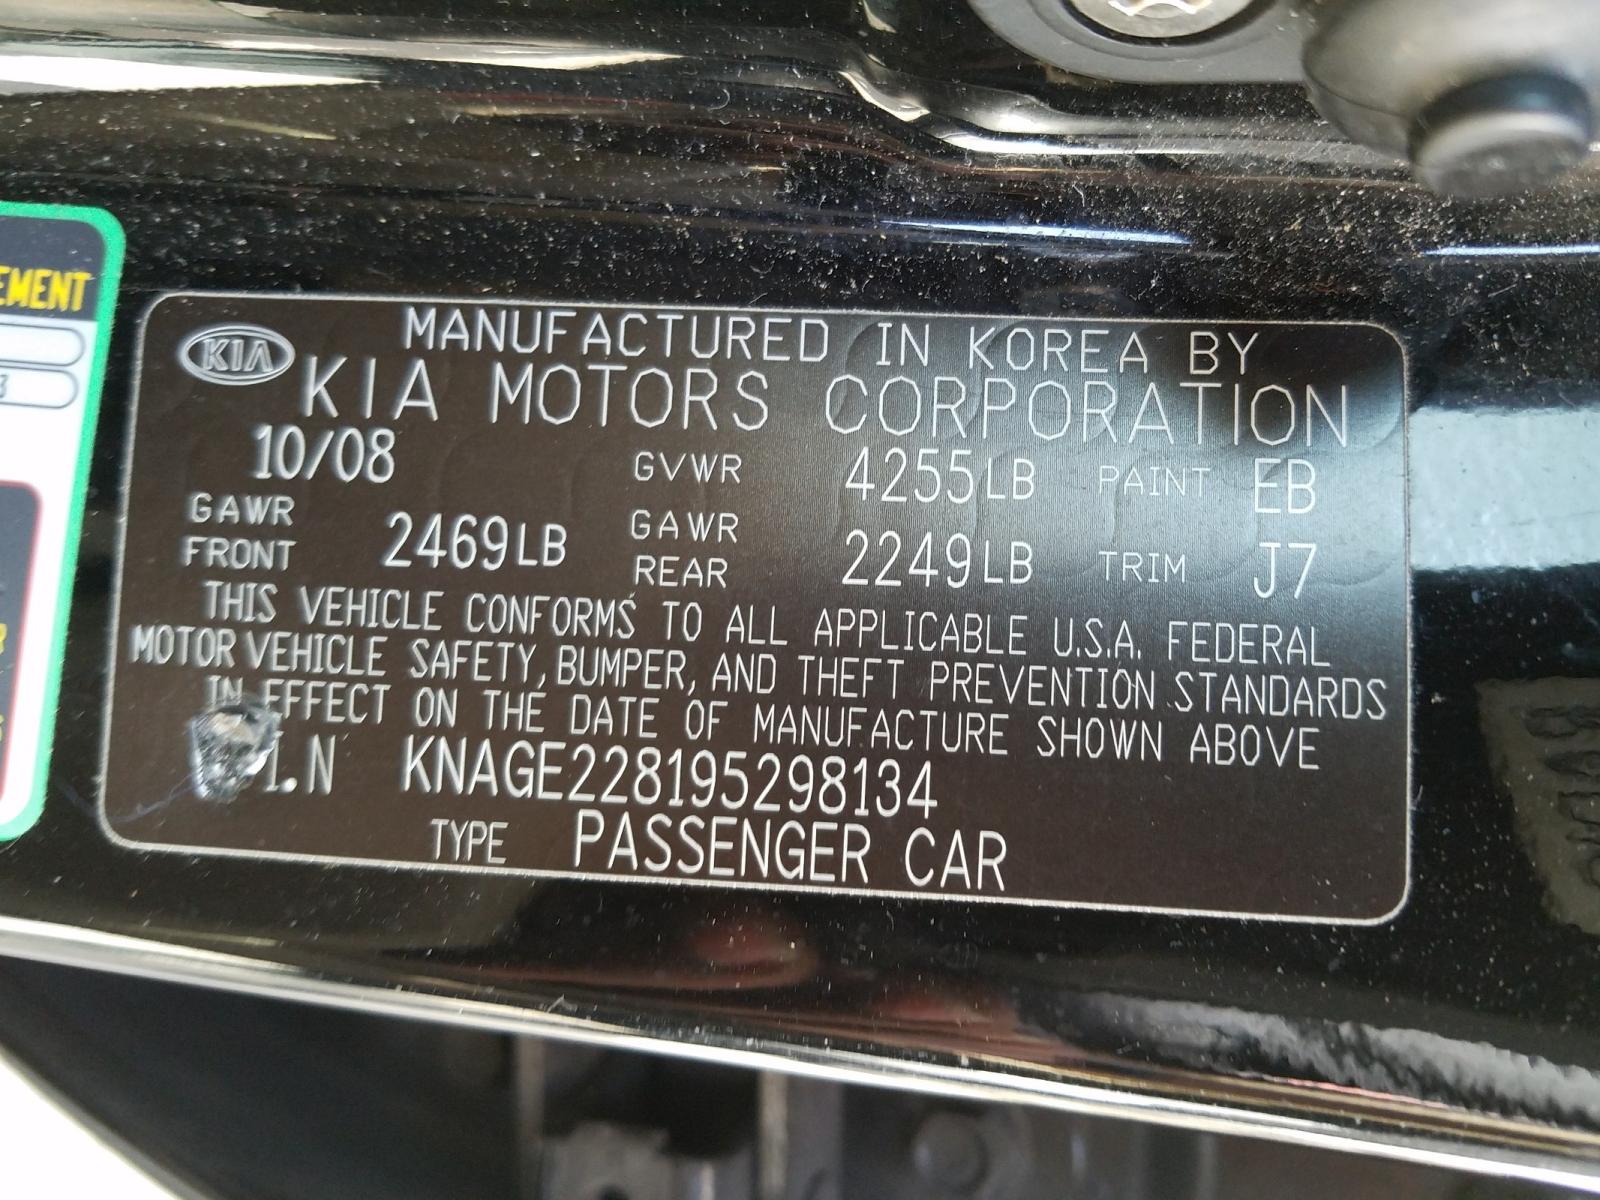 EMENT
3
KIA
MANUFACTURED IN KOREA BY
KIA MOTORS CORPORATION
10/08 GVWR 4255LB PAINT EB
GAWR FRONT 2469LB GAWR REAR 2249LB TRIM J7
THIS VEHICLE CONFORMS TO ALL APPLICABLE U.S.A. FEDERAL
MOTOR VEHICLE SAFETY, BUMPER, AND THEFT PREVENTION STANDARDS
IN EFFECT ON THE DATE OF MANUFACTURE SHOWN ABOVE
I.N KNAGE228195298134
TYPE PASSENGER CAR